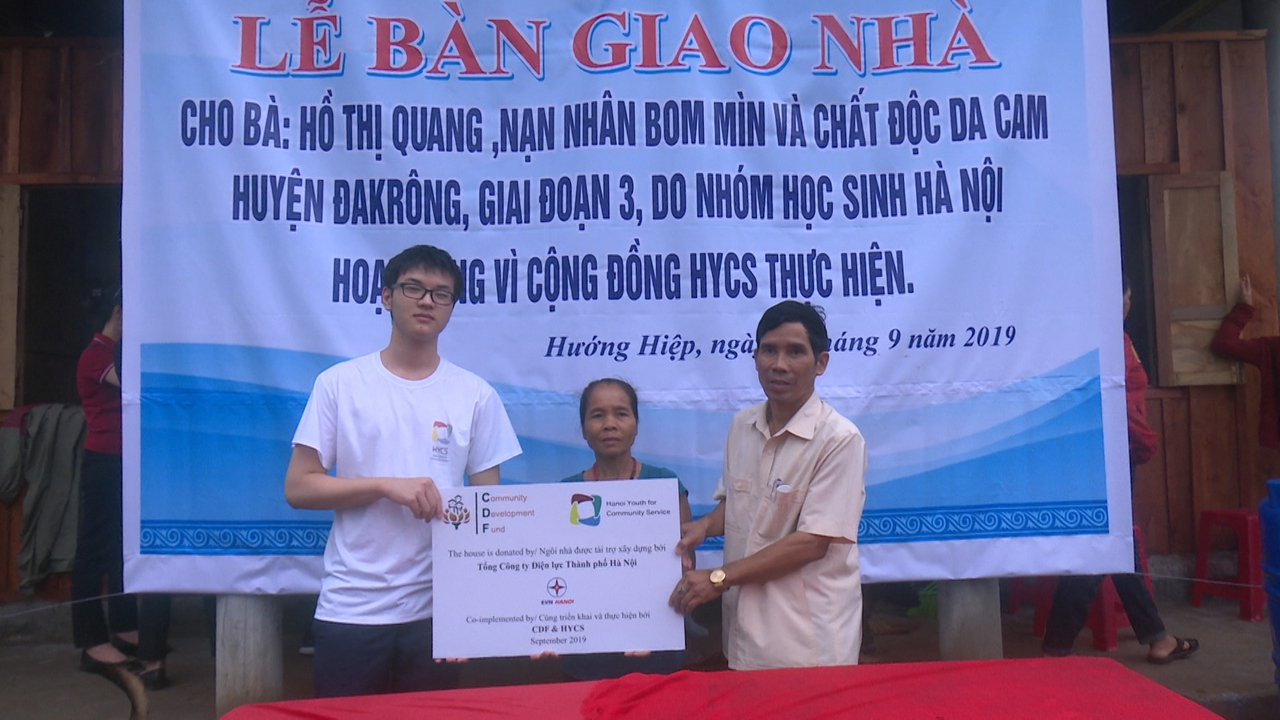 LỄ BÀN GIAO NHÀ
CHO BÀ: HỒ THỊ QUANG ,NẠN NHÂN BOM MÌN VÀ CHẤT ĐỘC DA CAM
HUYỆN ĐAKRÔNG, GIAI ĐOẠN 3, DO NHÓM HỌC SINH HÀ NỘI
VÌ CỘNG ĐỒNG HYCS THỰC HIỆN.
Hướng Hiệp, 9 năm 2019
HYCS
Community
Development
Fund
Hanoi Youth for
Community Service
The house is donated by/ Ngôi nhà được tài trợ xây dựng bởi
Tổng Công ty Điện lực Thành phố Hà Nội
EVN HANOI
Co-implemented by/ Cùng triển khai và thực hiện bởi
CDF & HYCS
September 2019